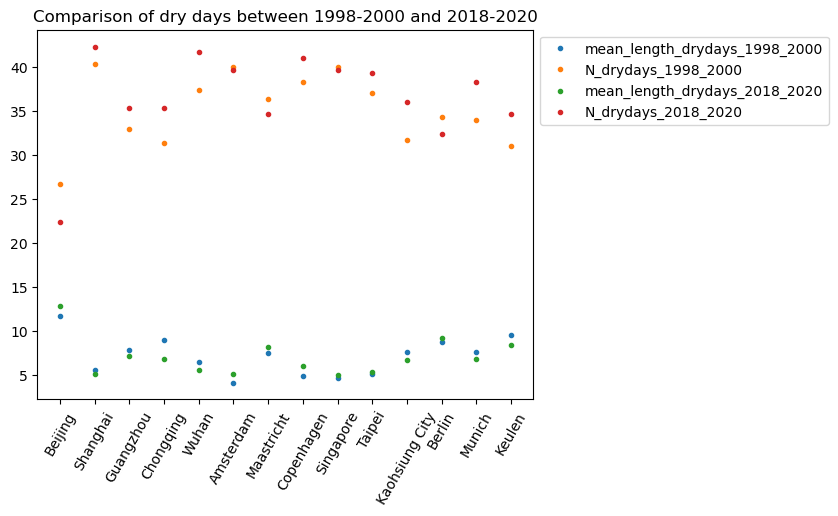 Comparison of dry days between 1998-2000 and 2018-2020
mean_length_drydays_1998_2000
N_drydays_1998_2000
mean_length_drydays_2018_2020
N_drydays_2018_2020
40
35
30
25
20
15
10
5
Beijing
Shanghai
Guangzhou
Chongqing
Wuhan
Amsterdam
Maastricht
Copenhagen
Singapore
Taipei
Kaohsiung City
Berlin
Munich
Keulen